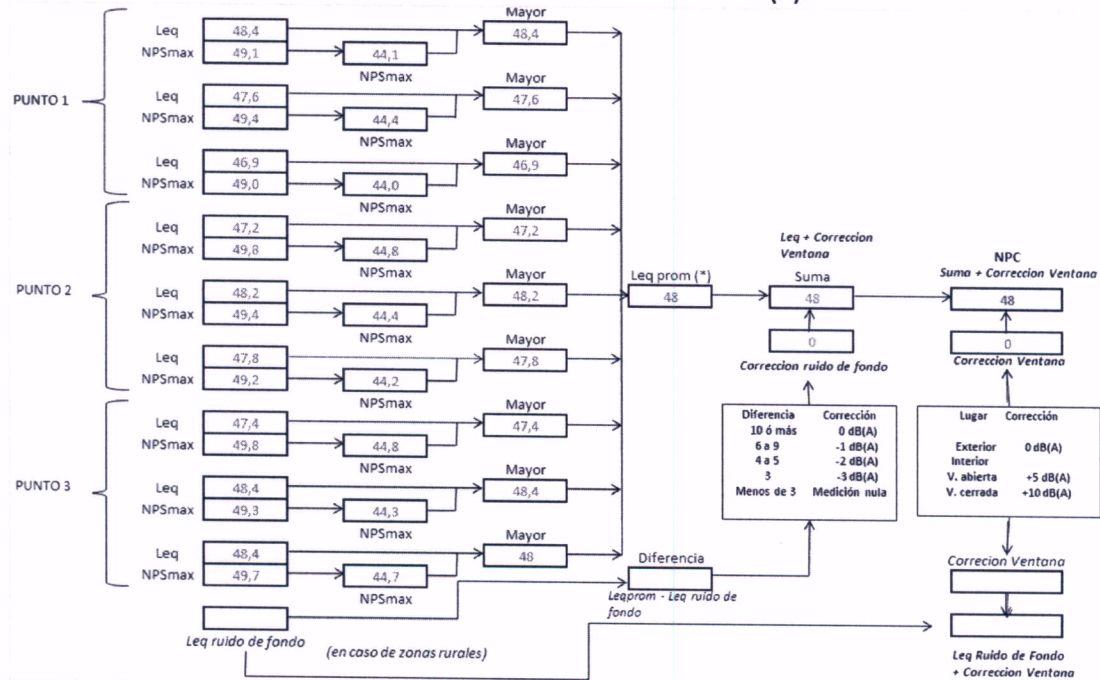 Mayor
Leq 48,4 48,4
NPSmax 49,1 44,1
NPSmax
PUNTO 1
Mayor
Leq 47,6 47,6
NPSmax 49,4 44,4
NPSmax
Mayor
Leq 46,9 46,9
NPSmax 49,0 44,0
NPSmax
Mayor
Leq 47,2 47,2
NPSmax 49,8 44,8
NPSmax
PUNTO 2
Mayor
Leq 48,2 48,2
NPSmax 49,4 44,4
NPSmax
Mayor
Leq 47,8 47,8
NPSmax 49,2 44,2
NPSmax
Mayor
Leq 47,4 47,4
NPSmax 49,8 44,8
NPSmax
PUNTO 3
Mayor
Leq 48,4 48,4
NPSmax 49,3 44,3
NPSmax
Mayor
Leq 48,4 48
NPSmax 49,7 44,7
NPSmax
Leq ruido de fondo
(en caso de zonas rurales)
Leq prom (*)
48
Diferencia
Leqprom - Leq ruido de
fondo
Leq + Correccion
Ventana
Suma
48
0
Correccion ruido de fondo
Diferencia Corrección
10 ó más 0 dB(A)
6 a 9 -1 dB(A)
4 a 5 -2 dB(A)
3 -3 dB(A)
Menos de 3 Medición nula
NPC
Suma + Correccion Ventana
48
0
Correccion Ventana
Lugar Corrección
Exterior 0 dB(A)
Interior
V. abierta +5 dB(A)
V. cerrada +10 dB(A)
Correcion Ventana
Leq Ruido de Fondo
+ Correccion Ventana